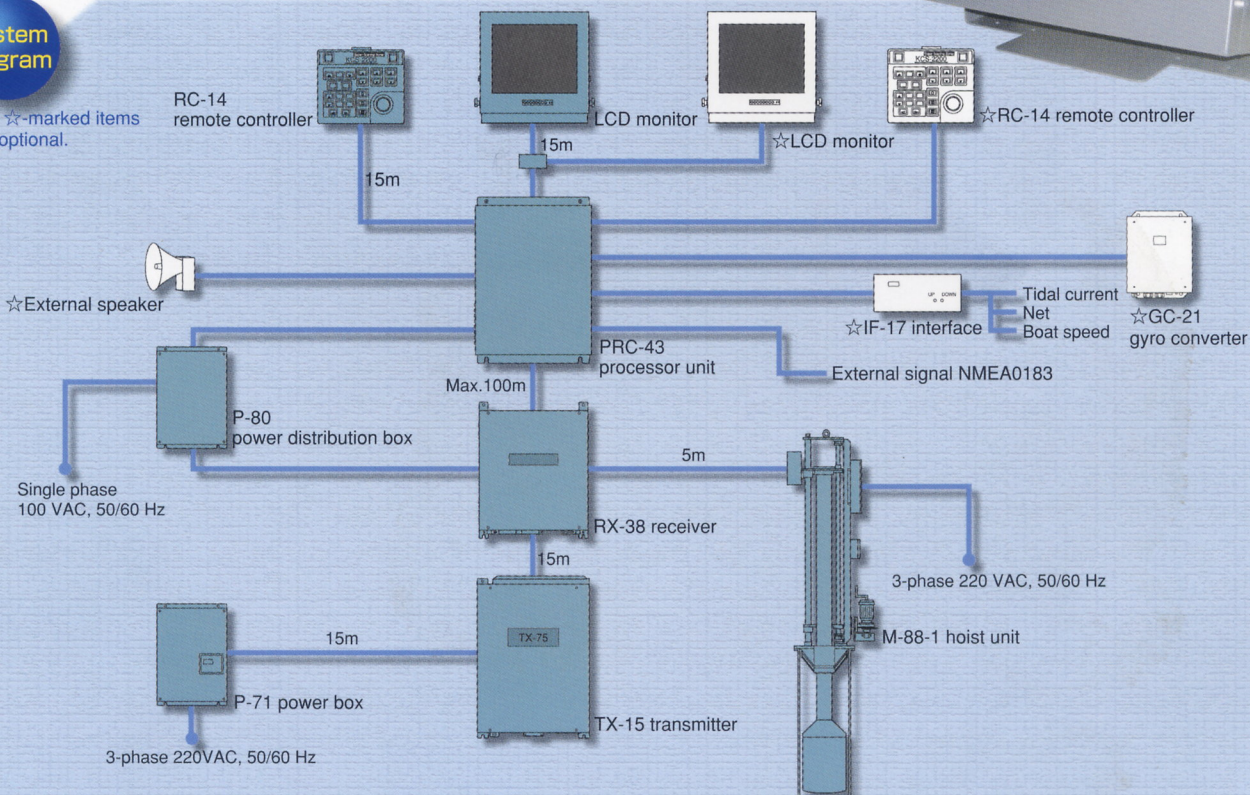 stem
gram
☆-marked items
optional.
RC-14
remote controller
LCD monitor
☆LCD monitor
☆RC-14 remote controller
15m
15m
☆External speaker
☆IF-17 interface
UP DOWN
Tidal current
Net
Boat speed
☆GC-21
gyro converter
PRC-43
processor unit
External signal NMEA0183
Max.100m
P-80
power distribution box
Single phase
100 VAC, 50/60 Hz
5m
RX-38 receiver
15m
3-phase 220 VAC, 50/60 Hz
M-88-1 hoist unit
TX-75
15m
P-71 power box
TX-15 transmitter
3-phase 220VAC, 50/60 Hz